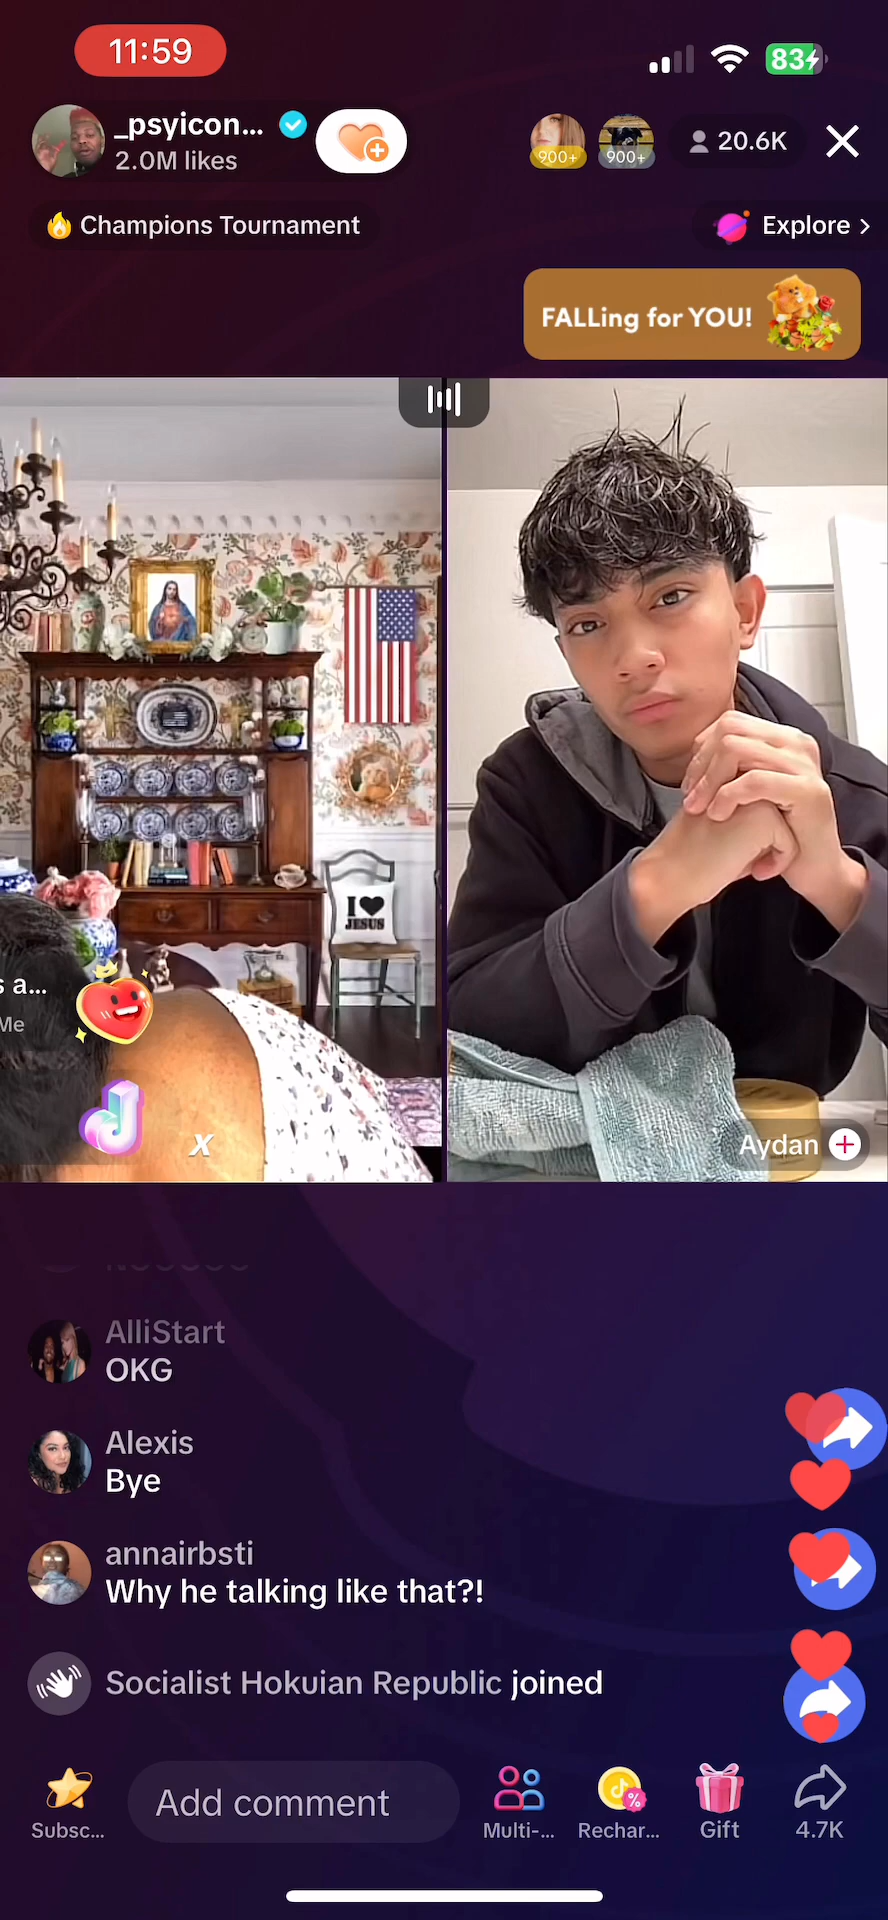 11:59
83
_psyicon...
2.0M likes
900+
900+
20.6K
Champions Tournament
Explore >
FALLing for YOU!
I
JESUS
s a...
Me
x
Aydan
AlliStart
OKG
Alexis
Bye
annairbsti
Why he talking like that?!
Socialist Hokuian Republic joined
Subsc...
Add comment
Multi-...
Rechar...
Gift
4.7K